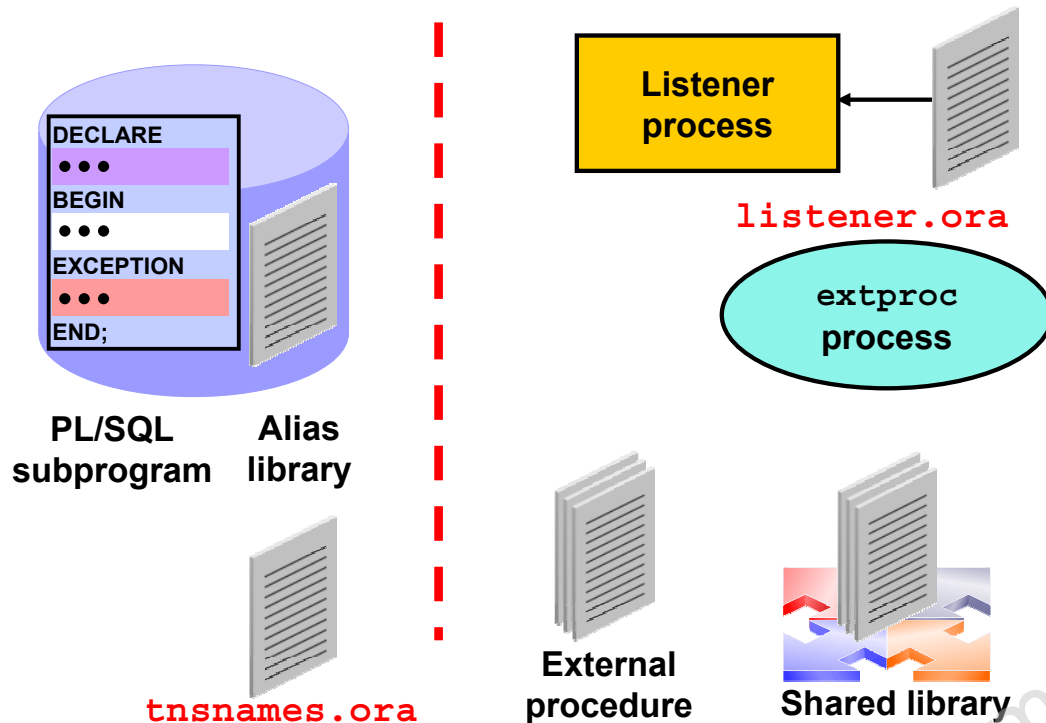 DECLARE
•••
BEGIN
•••
EXCEPTION
•••
END;
PL/SQL
subprogram
Alias
library
tnsnames.ora
Listener
process
listener.ora
extproc
process
External
procedure
Shared library